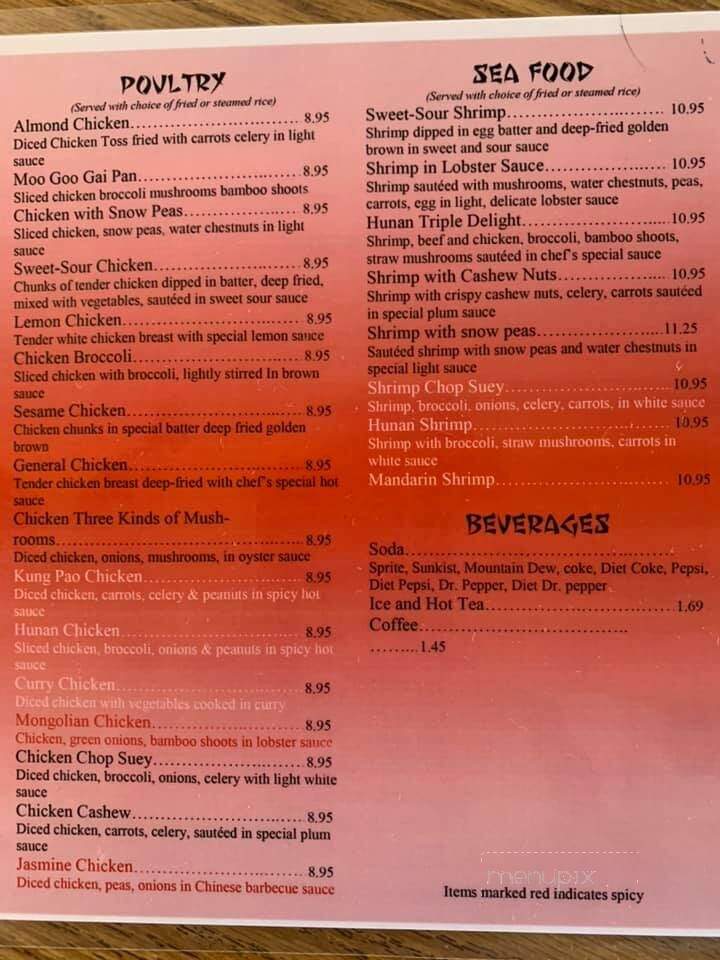 POULTRY
(Served with choice of fried or steamed rice)
Almond Chicken........................... 8.95
Diced Chicken Toss fried with carrots celery in light
sauce
Moo Goo Gai Pan........................... 8.95
Sliced chicken broccoli mushrooms bamboo shoots
Chicken with Snow Peas................ 8.95
Sliced chicken, snow peas, water chestnuts in light
sauce
Sweet-Sour Chicken........................ 8.95
Chunks of tender chicken dipped in batter, deep fried,
mixed with vegetables, sautéed in sweet sour sauce
Lemon Chicken............................. 8.95
Tender white chicken breast with special lemon sauce
Chicken Broccoli........................... 8.95
Sliced chicken with broccoli, lightly stirred In brown
sauce
Sesame Chicken............................. 8.95
Chicken chunks in special batter deep fried golden
brown
General Chicken............................. 8.95
Tender chicken breast deep-fried with chef's special hot
sauce
Chicken Three Kinds of Mush-
rooms......................................... 8.95
Diced chicken, onions, mushrooms, in oyster sauce
Kung Pao Chicken......................... 8.95
Diced chicken, carrots, celery & peanuts in spicy hot
sauce
Hunan Chicken............................. 8.95
Sliced chicken, broccoli, onions & peanuts in spicy hot
sauce
Curry Chicken.............................. 8.95
Diced chicken with vegetables cooked in curry
Mongolian Chicken........................ 8.95
Chicken, green onions, bamboo shoots in lobster sauce
Chicken Chop Suey........................ 8.95
Diced chicken, broccoli, onions, celery with light white
sauce
Chicken Cashew........................... 8.95
Diced chicken, carrots, celery, sautéed in special plum
sauce
Jasmine Chicken........................... 8.95
Diced chicken, peas, onions in Chinese barbecue sauce
SEA FOOD
(Served with choice of fried or steamed rice)
Sweet-Sour Shrimp........................ 10.95
Shrimp dipped in egg batter and deep-fried golden
brown in sweet and sour sauce
Shrimp in Lobster Sauce.................. 10.95
Shrimp sautéed with mushrooms, water chestnuts, peas,
carrots, egg in light, delicate lobster sauce
Hunan Triple Delight...................... 10.95
Shrimp, beef and chicken, broccoli, bamboo shoots,
straw mushrooms sautéed in chef's special sauce
Shrimp with Cashew Nuts................ 10.95
Shrimp with crispy cashew nuts, celery, carrots sautéed
in special plum sauce
Shrimp with snow peas................... 11.25
Sautéed shrimp with snow peas and water chestnuts in
special light sauce
Shrimp Chop Suey........................ 10.95
Shrimp, broccoli, onions, celery, carrots, in white sauce
Hunan Shrimp............................. 10.95
Shrimp with broccoli, straw mushrooms, carrots in
white sauce
Mandarin Shrimp.......................... 10.95
BEVERAGES
Soda..........................................
Sprite, Sunkist, Mountain Dew, coke, Diet Coke, Pepsi,
Diet Pepsi, Dr. Pepper, Diet Dr. pepper
Ice and Hot Tea............................ 1.69
Coffee.................................
.........1.45
menupix
Items marked red indicates spicy